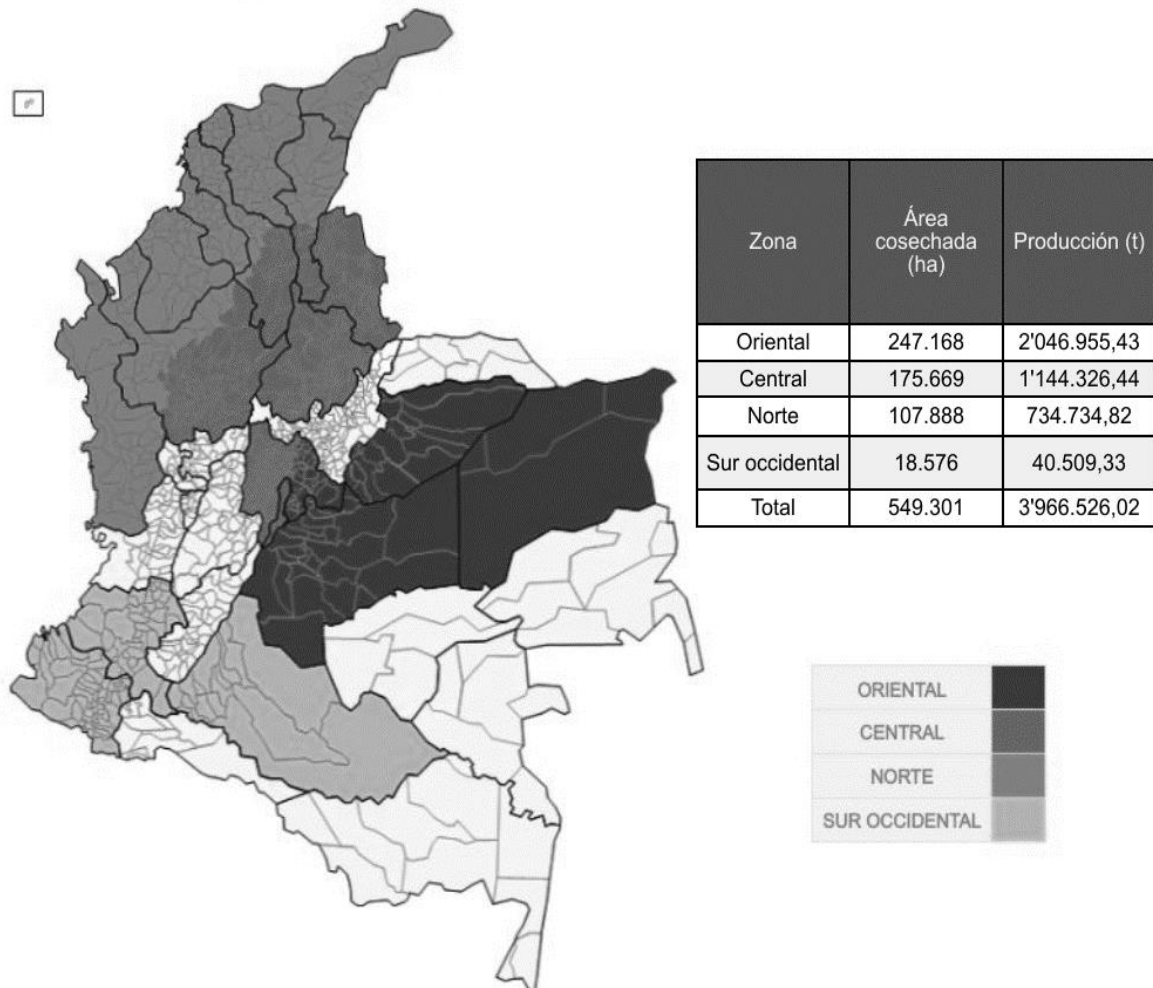 Zona
Área
cosechada
(ha)
Producción (t)
Oriental 247.168 2'046.955,43
Central 175.669 1'144.326,44
Norte 107.888 734.734,82
Sur occidental 18.576 40.509,33
Total 549.301 3'966.526,02
ORIENTAL
CENTRAL
NORTE
SUR OCCIDENTAL